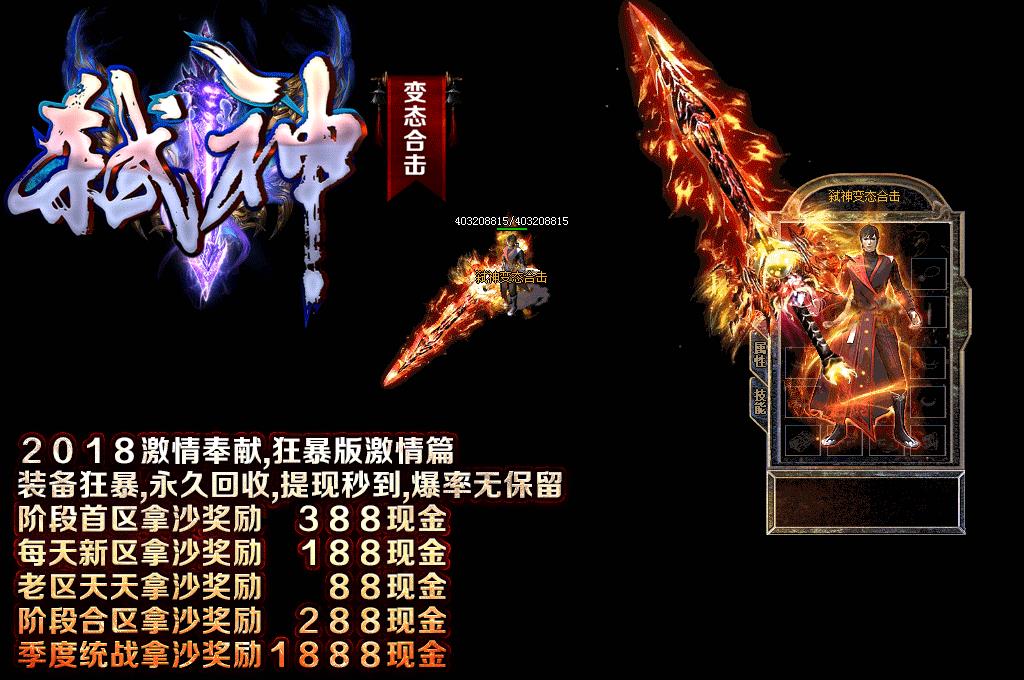 弑神
变态合击
403208815/403208815
弑神变态合击
弑神变态合击
属性
技能
2018激情奉献,狂暴版激情篇
装备狂暴,永久回收,提现秒到,爆率无保留
阶段首区拿沙奖励 388现金
每天新区拿沙奖励 188现金
老区天天拿沙奖励 88现金
阶段合区拿沙奖励 288现金
季度统战拿沙奖励1888现金